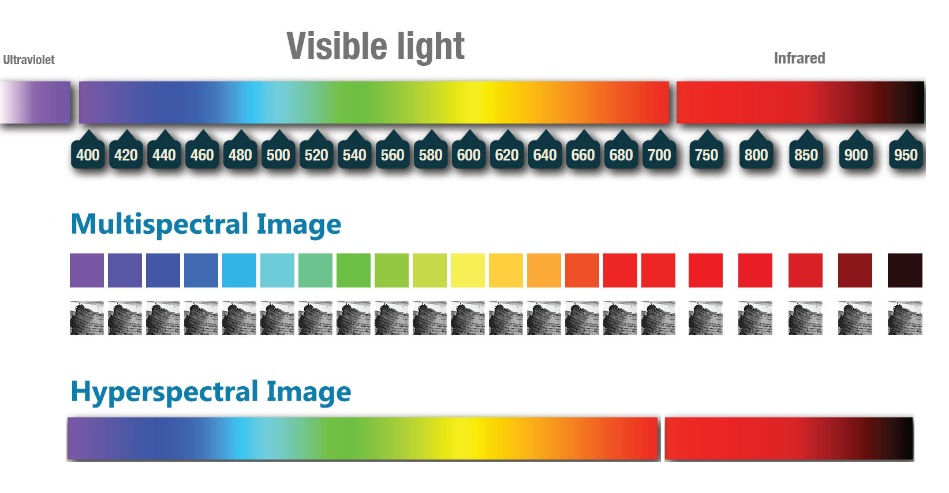 Visible light
Ultraviolet
Infrared
400 420 440 460 480 500 520 540 560 580 600 620 640 660 680 700 750 800 850 900 950
Multispectral Image
Hyperspectral Image